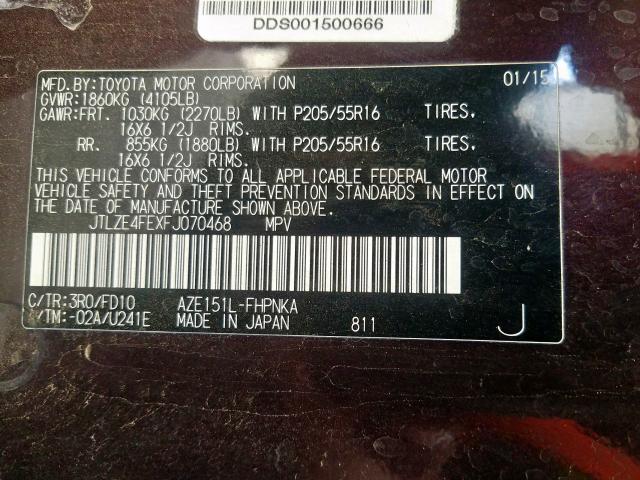 DDS001500666
MFD.BY:TOYOTA MOTOR CORPORATION 01/15
GVWR:1860KG (4105LB)
GAWR:FRT. 1030KG (2270LB) WITH P205/55R16 TIRES.
16X6 1/2J RIMS.
RR. 855KG (1880LB) WITH P205/55R16 TIRES.
16X6 1/2J RIMS.
THIS VEHICLE CONFORMS TO ALL APPLICABLE FEDERAL MOTOR
VEHICLE SAFETY AND THEFT PREVENTION STANDARDS IN EFFECT ON
THE DATE OF MANUFACTURE SHOWN ABOVE.
JTLZE4FEXFJ070468 MPV
C/TR:3R0/FD10 AZE151L-FHPNKA
/TM:-02A/U241E MADE IN JAPAN 811 J